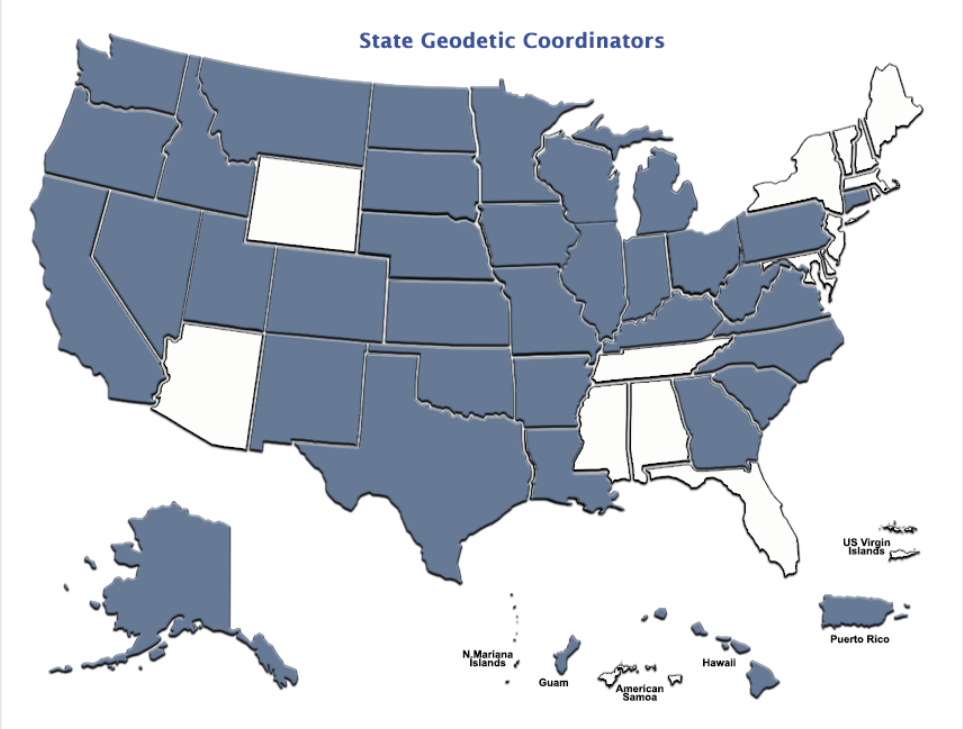 State Geodetic Coordinators
US Virgin
Islands
Puerto Rico
N.Mariana
Islands
Guam
American
Samoa
Hawaii